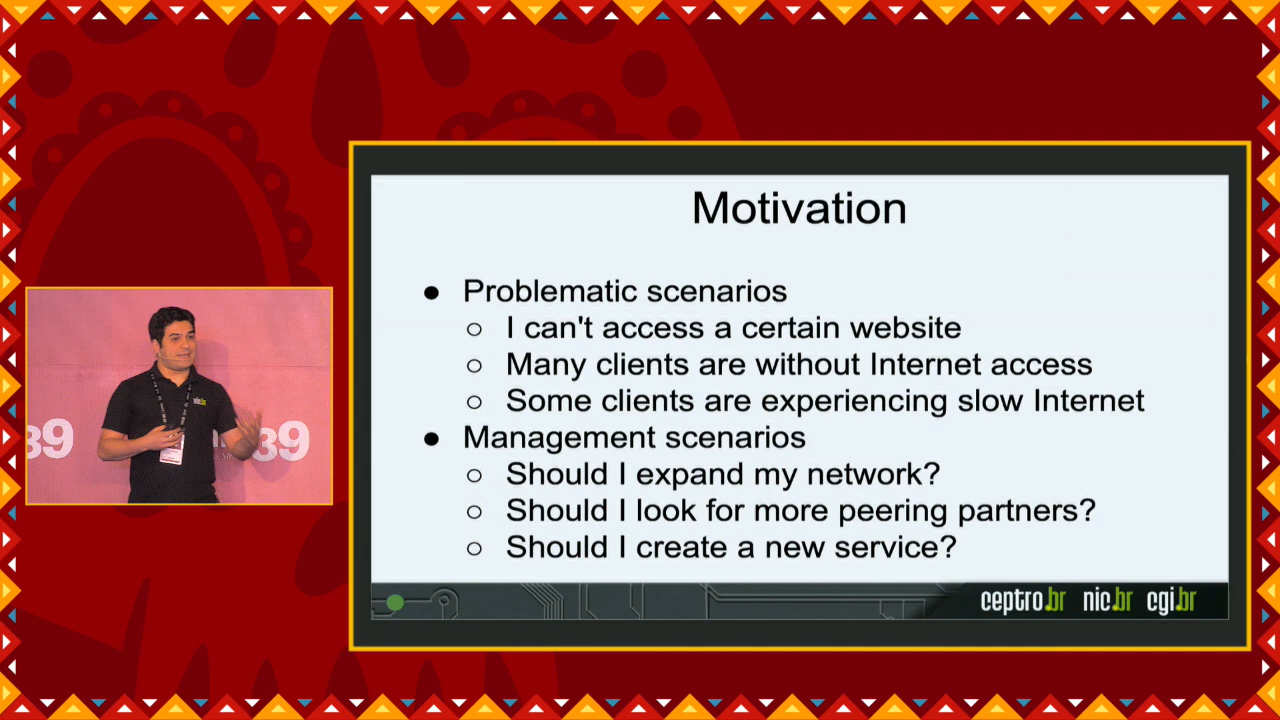 Motivation
● Problematic scenarios
○ I can't access a certain website
○ Many clients are without Internet access
○ Some clients are experiencing slow Internet
● Management scenarios
○ Should I expand my network?
○ Should I look for more peering partners?
○ Should I create a new service?
ceptro.br nic.br cgi.br
39
39